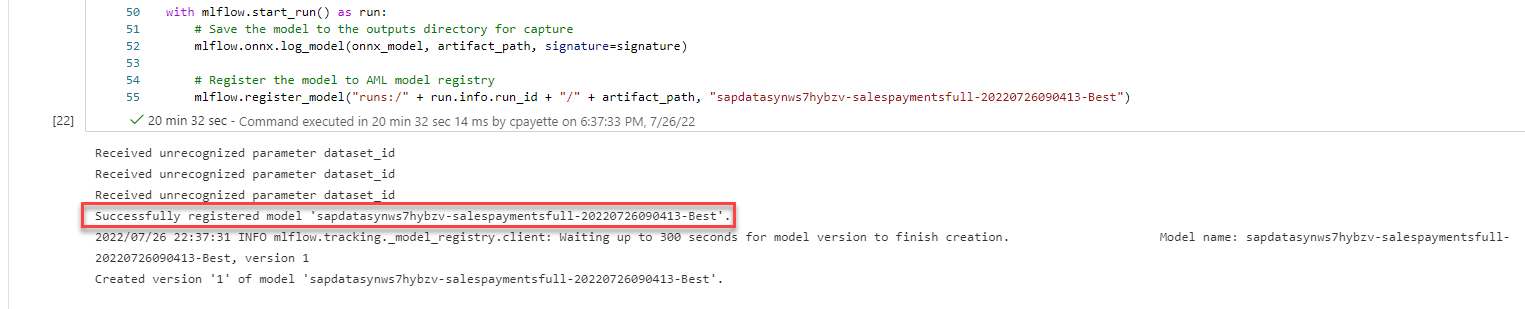 50 with mlflow.start_run() as run:
51 # Save the model to the outputs directory for capture
52 mlflow.onnx.log_model(onnx_model, artifact_path, signature=signature)
53
54 # Register the model to AML model registry
55 mlflow.register_model("runs:/" + run.info.run_id + "/" + artifact_path, "sapdatasynws7hybzv-salespaymentsfull-20220726090413-Best")
[22] 20 min 32 sec - Command executed in 20 min 32 sec 14 ms by cpayette on 6:37:33 PM, 7/26/22
Received unrecognized parameter dataset_id
Received unrecognized parameter dataset_id
Received unrecognized parameter dataset_id
Successfully registered model 'sapdatasynws7hybzv-salespaymentsfull-20220726090413-Best'.
2022/07/26 22:37:31 INFO mlflow.tracking._model_registry.client: Waiting up to 300 seconds for model version to finish creation. Model name: sapdatasynws7hybzv-salespaymentsfull-
20220726090413-Best, version 1
Created version '1' of model 'sapdatasynws7hybzv-salespaymentsfull-20220726090413-Best'.